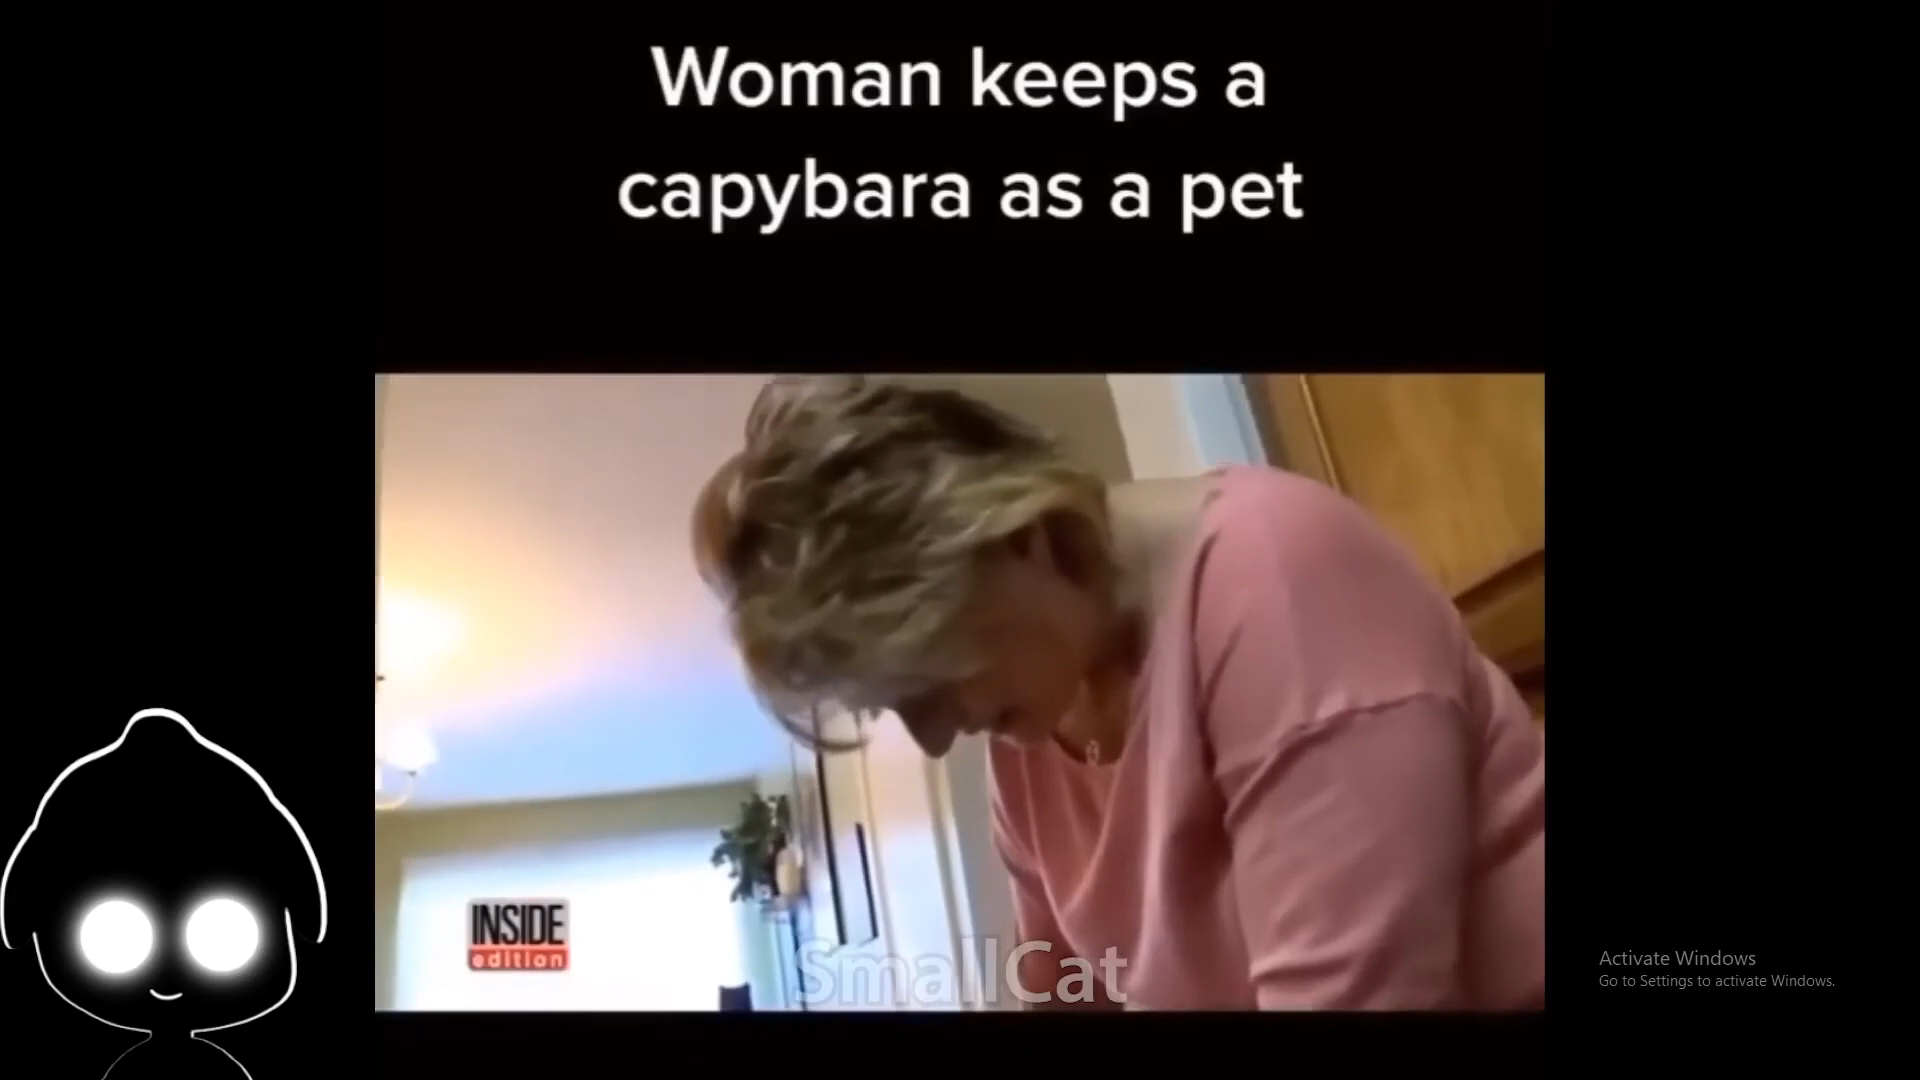 Woman keeps a
capybara as a pet
INSIDE
edition
SmallCat
Activate Windows
Go to Settings to activate Windows.